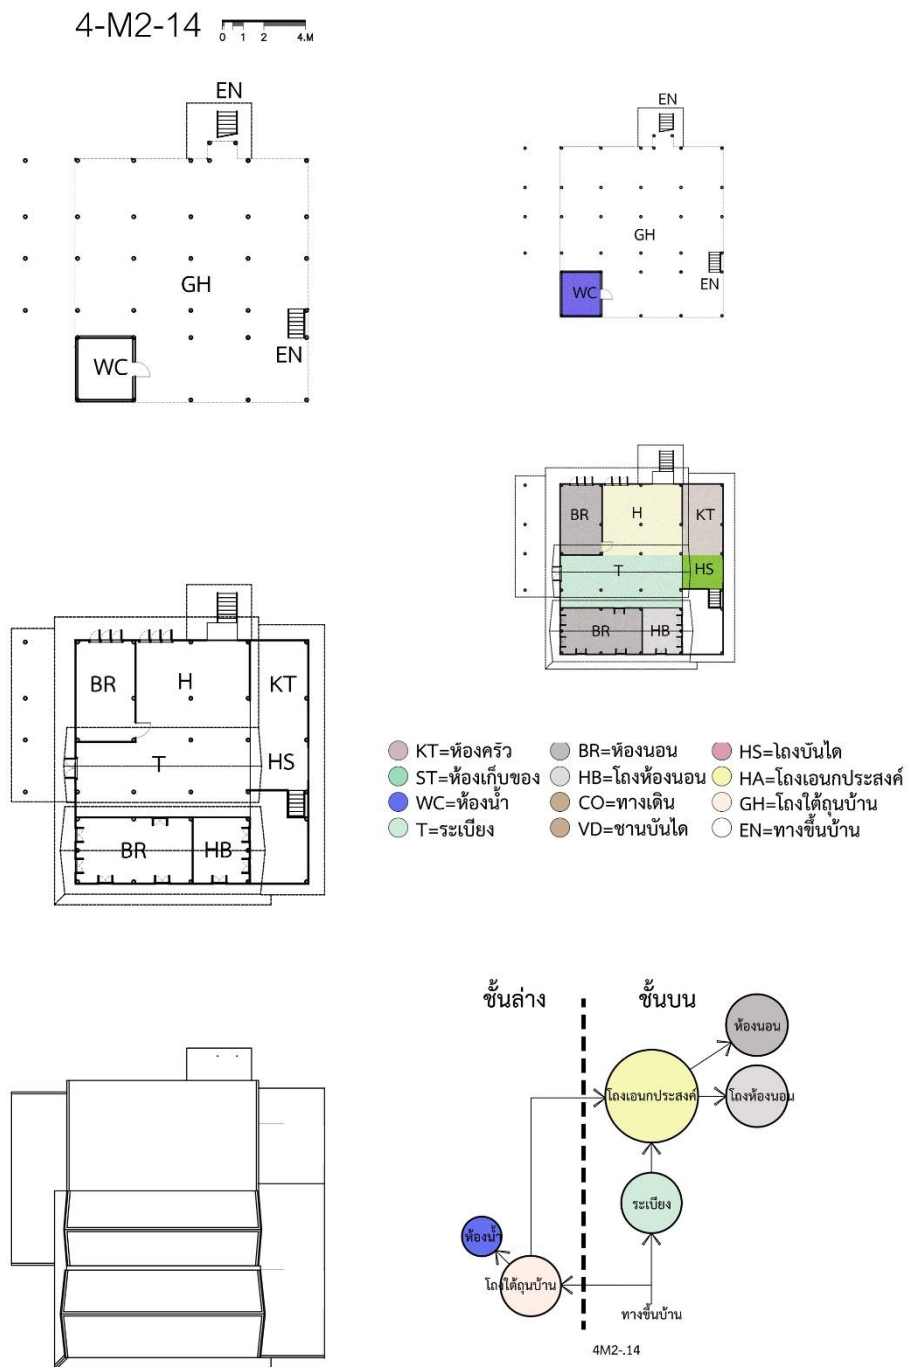 4-M2-14
0 1 2 4.M
EN
GH
WC
EN
EN
GH
WC
EN
BR H KT
T HS
BR HB
BR H KT
T HS
BR HB
KT=ห้องครัว BR=ห้องนอน HS=โถงบันได
ST=ห้องเก็บของ HB=โถงห้องนอน HA=โถงเอนกประสงค์
WC=ห้องน้ำ CO=ทางเดิน GH=โถงใต้ถุนบ้าน
T=ระเบียง VD=ชานบันได EN=ทางขึ้นบ้าน
ชั้นล่าง ชั้นบน
ห้องนอน
โถงเอนกประสงค์ โถงห้องนอน
ระเบียง
ห้องน้ำ
โถงใต้ถุนบ้าน
ทางขึ้นบ้าน
4M2-.14